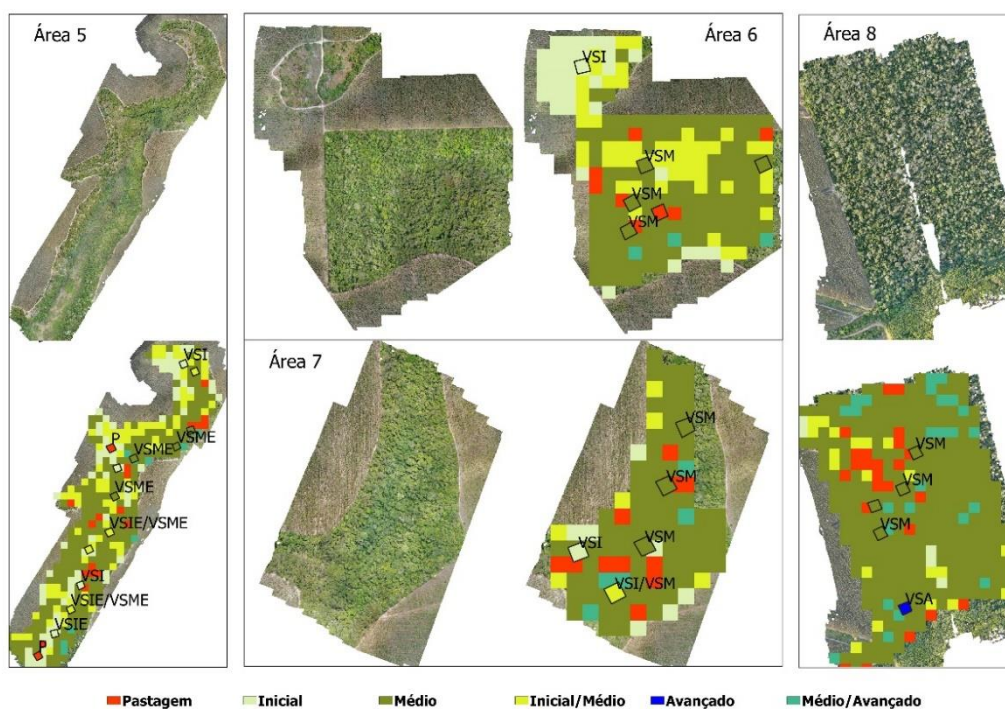 Área 5
Área 6
Área 8
VSI
VSM
VSM
VSM
Área 7
VSI
P
VSME
VSME
VSME
VSIE/VSME
VSI
VSIE/VSME
VSIE
P
VSM
VSM
VSM
VSI
VSI/VSM
VSM
VSM
VSM
VSA
Pastagem
Inicial
Médio
Inicial/Médio
Avançado
Médio/Avançado